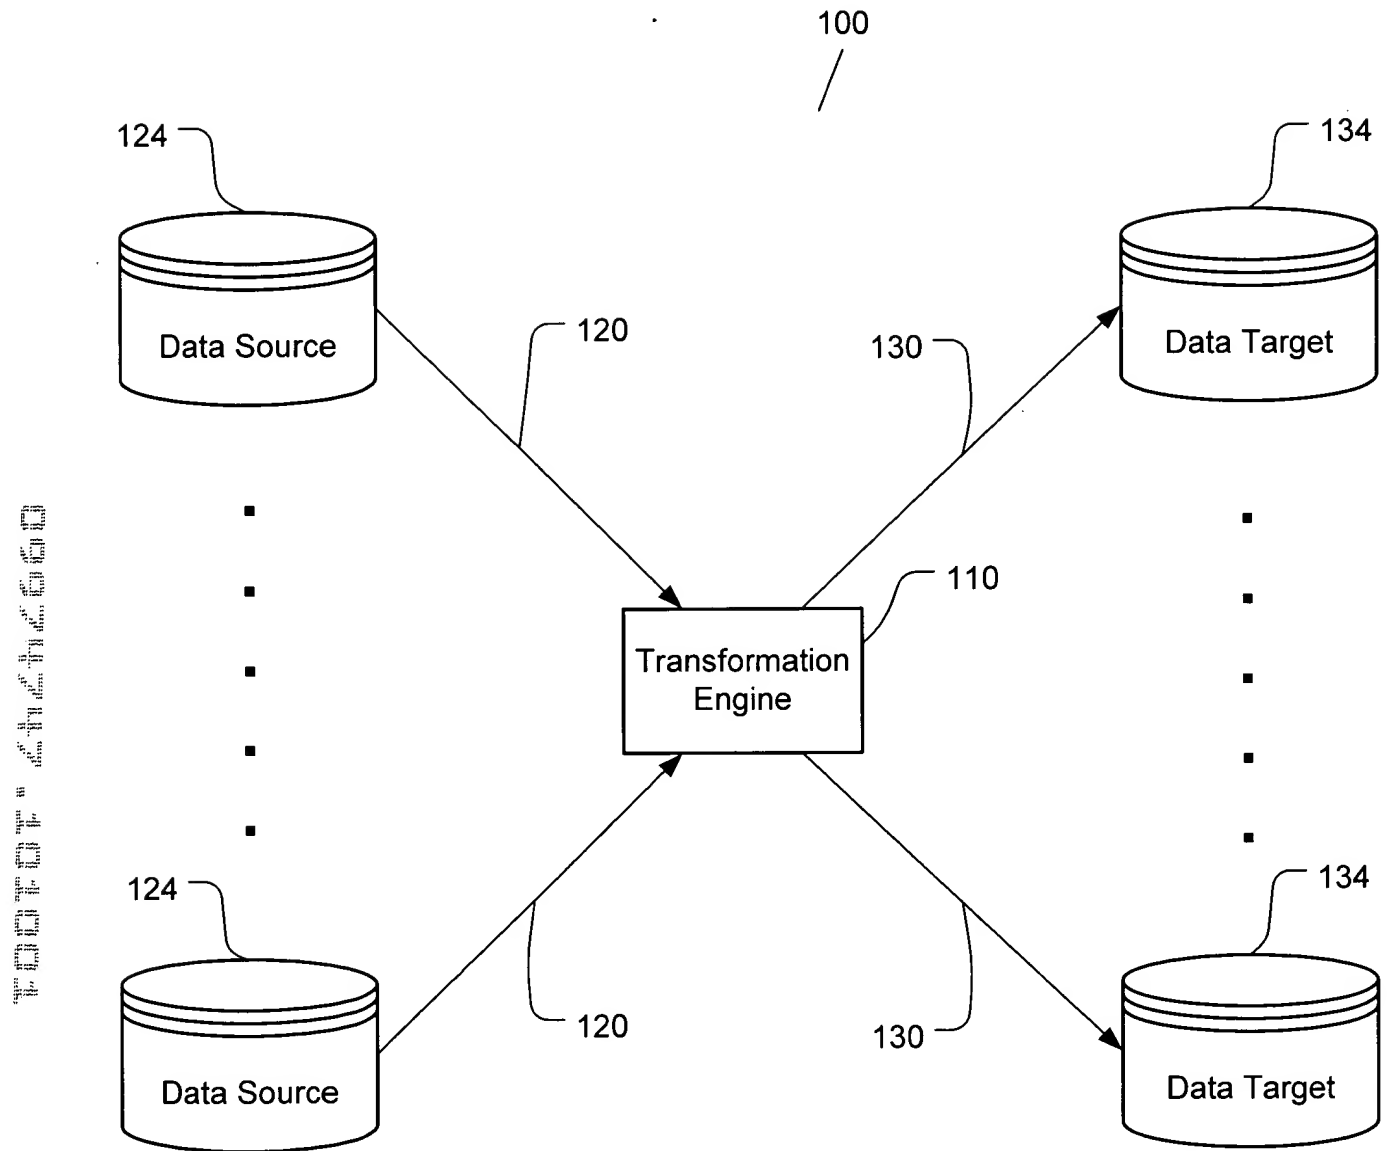 100
124
134
Data Source
120
130
Data Target
110
Transformation
Engine
124
134
120
130
Data Source
Data Target